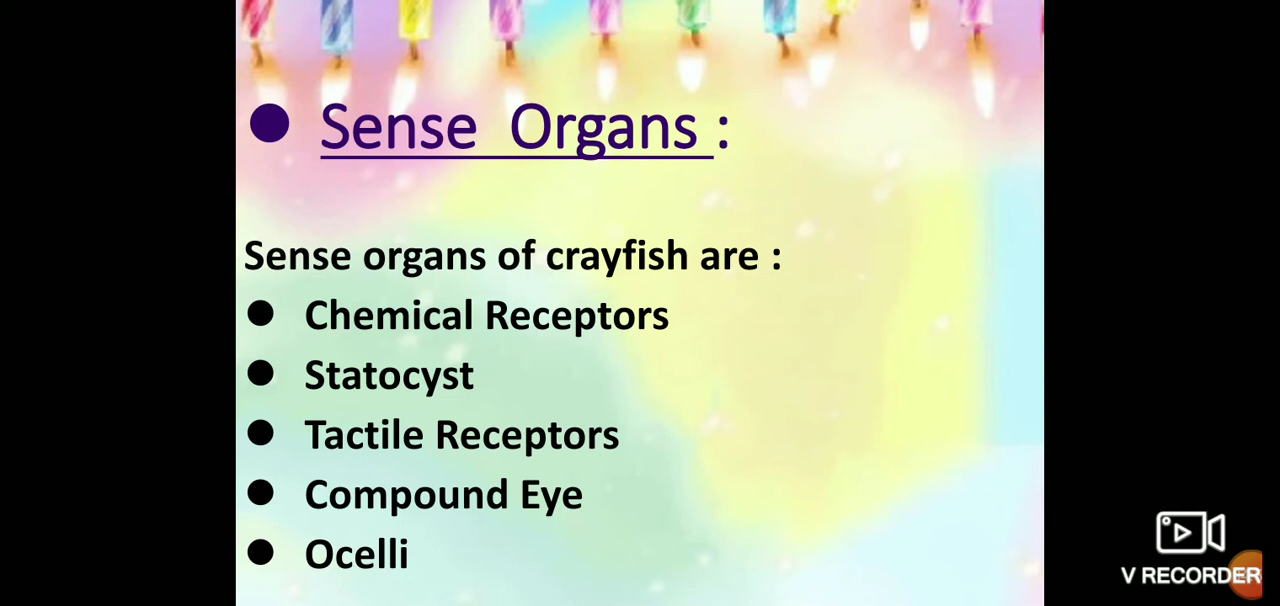 ● Sense Organs :
Sense organs of crayfish are :
● Chemical Receptors
● Statocyst
● Tactile Receptors
● Compound Eye
● Ocelli
V RECORDER